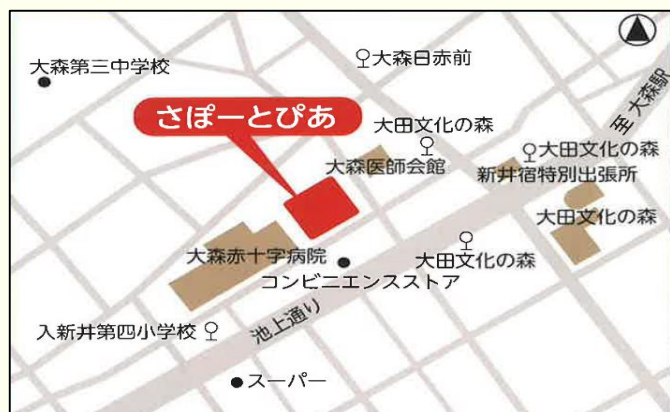 大森第三中学校
大森日赤前
至 大森駅
さぽーとぴあ
大田文化の森
大森医師会館
大田文化の森
新井宿特別出張所
大田文化の森
大森赤十字病院
大田文化の森
コンビニエンスストア
入新井第四小学校
池上通り
スーパー